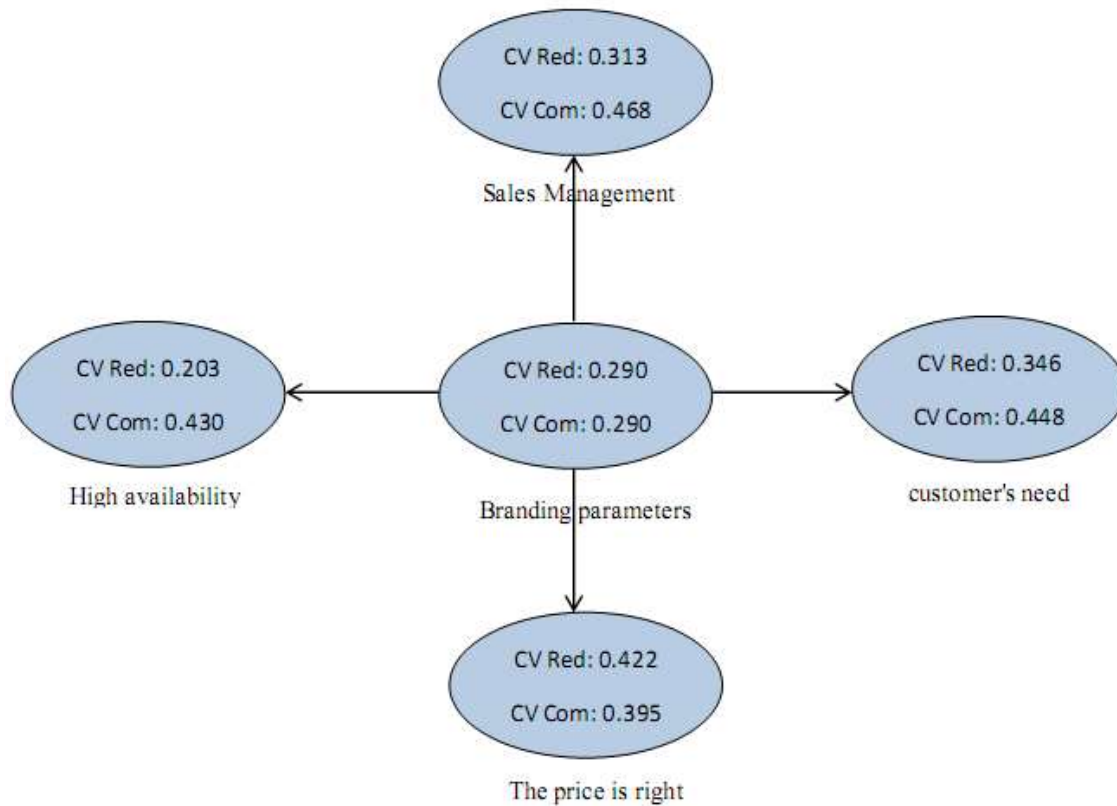 CV Red: 0.313
CV Com: 0.468
Sales Management
CV Red: 0.203
CV Com: 0.430
High availability
CV Red: 0.290
CV Com: 0.290
Branding parameters
CV Red: 0.346
CV Com: 0.448
customer's need
CV Red: 0.422
CV Com: 0.395
The price is right